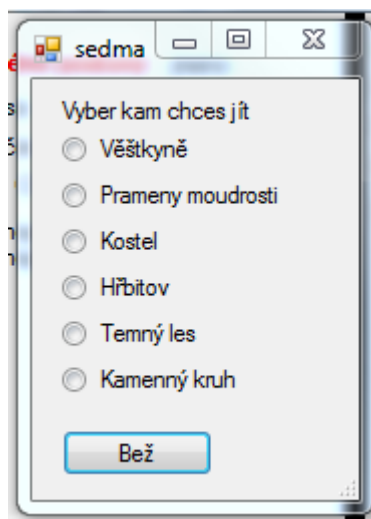 sedma
Vyber kam chces jít
Věštkyně
Prameny moudrosti
Kostel
Hřbitov
Temný les
Kamenný kruh
Bež